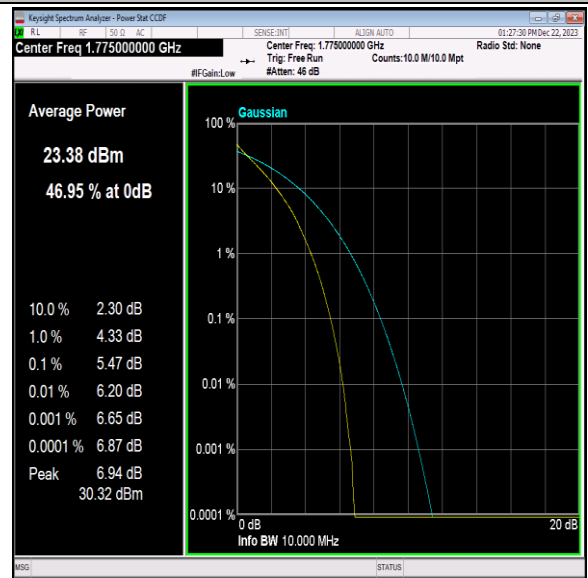 Keysight Spectrum Analyzer - Power Stat CCDF
RL RF 50 Ω AC SENSE:INT ALIGN AUTO 01:27:30 PM Dec 22, 2023
Center Freq 1.775000000 GHz Center Freq: 1.775000000 GHz Radio Std: None
Trig: Free Run Counts:10.0 M/10.0 Mpt
#IFGain:Low #Atten: 46 dB
Average Power
23.38 dBm
46.95 % at 0dB
10.0 % 2.30 dB
1.0 % 4.33 dB
0.1 % 5.47 dB
0.01 % 6.20 dB
0.001 % 6.65 dB
0.0001 % 6.87 dB
Peak 6.94 dB
30.32 dBm
Gaussian
100 %
10 %
1 %
0.1 %
0.01 %
0.001 %
0.0001 %
0 dB 20 dB
Info BW 10.000 MHz
MSG STATUS